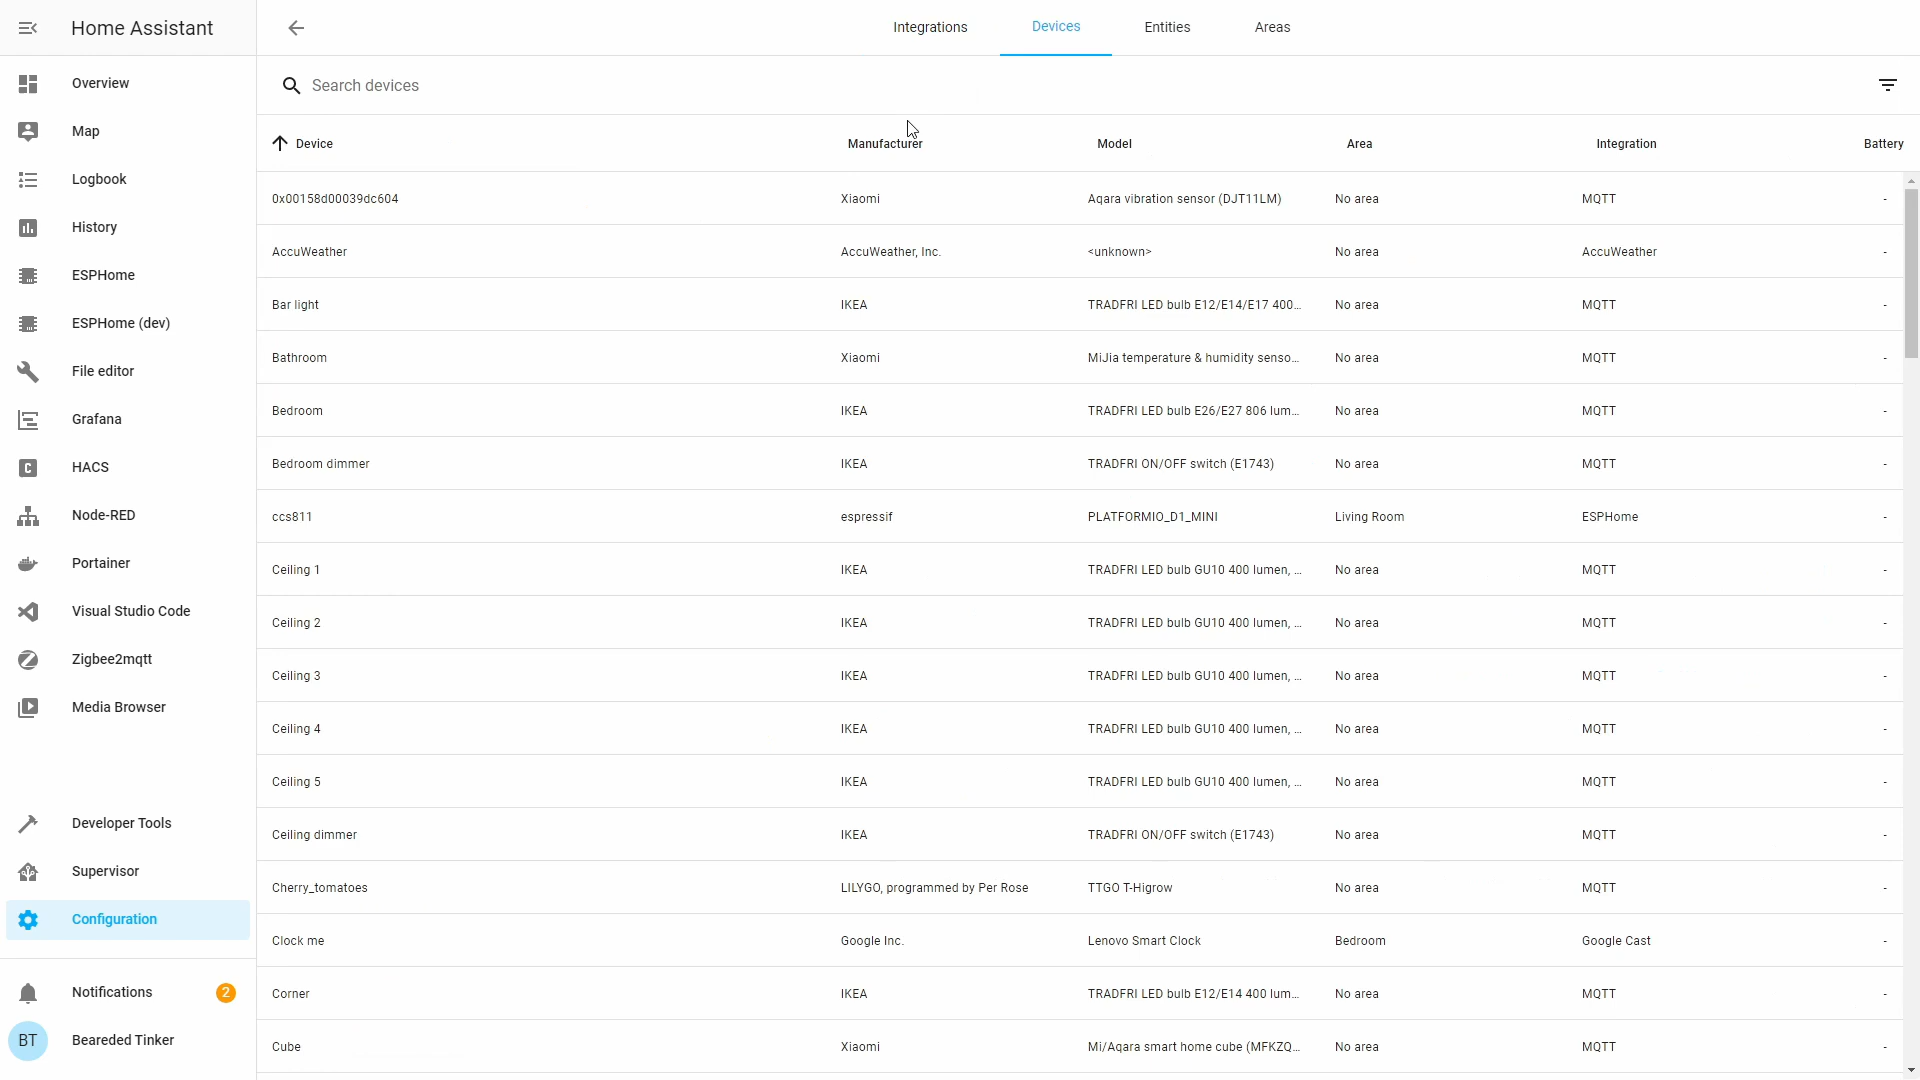 Home Assistant
Integrations Devices Entities Areas
Overview
Map
Logbook
History
ESPHome
ESPHome (dev)
File editor
Grafana
HACS
Node-RED
Portainer
Visual Studio Code
Zigbee2mqtt
Media Browser
Developer Tools
Supervisor
Configuration
Notifications 2
BT Beareded Tinker
Search devices
Device Manufacturer Model Area Integration Battery
0x00158d00039dc604 Xiaomi Aqara vibration sensor (DJT11LM) No area MQTT -
AccuWeather AccuWeather, Inc. <unknown> No area AccuWeather -
Bar light IKEA TRADFRI LED bulb E12/E14/E17 400... No area MQTT -
Bathroom Xiaomi MiJia temperature & humidity senso... No area MQTT -
Bedroom IKEA TRADFRI LED bulb E26/E27 806 lum... No area MQTT -
Bedroom dimmer IKEA TRADFRI ON/OFF switch (E1743) No area MQTT -
ccs811 espressif PLATFORMIO_D1_MINI Living Room ESPHome -
Ceiling 1 IKEA TRADFRI LED bulb GU10 400 lumen, ... No area MQTT -
Ceiling 2 IKEA TRADFRI LED bulb GU10 400 lumen, ... No area MQTT -
Ceiling 3 IKEA TRADFRI LED bulb GU10 400 lumen, ... No area MQTT -
Ceiling 4 IKEA TRADFRI LED bulb GU10 400 lumen, ... No area MQTT -
Ceiling 5 IKEA TRADFRI LED bulb GU10 400 lumen, ... No area MQTT -
Ceiling dimmer IKEA TRADFRI ON/OFF switch (E1743) No area MQTT -
Cherry_tomatoes LILYGO, programmed by Per Rose TTGO T-Higrow No area MQTT -
Clock me Google Inc. Lenovo Smart Clock Bedroom Google Cast -
Corner IKEA TRADFRI LED bulb E12/E14 400 lum... No area MQTT -
Cube Xiaomi Mi/Aqara smart home cube (MFKZQ... No area MQTT -